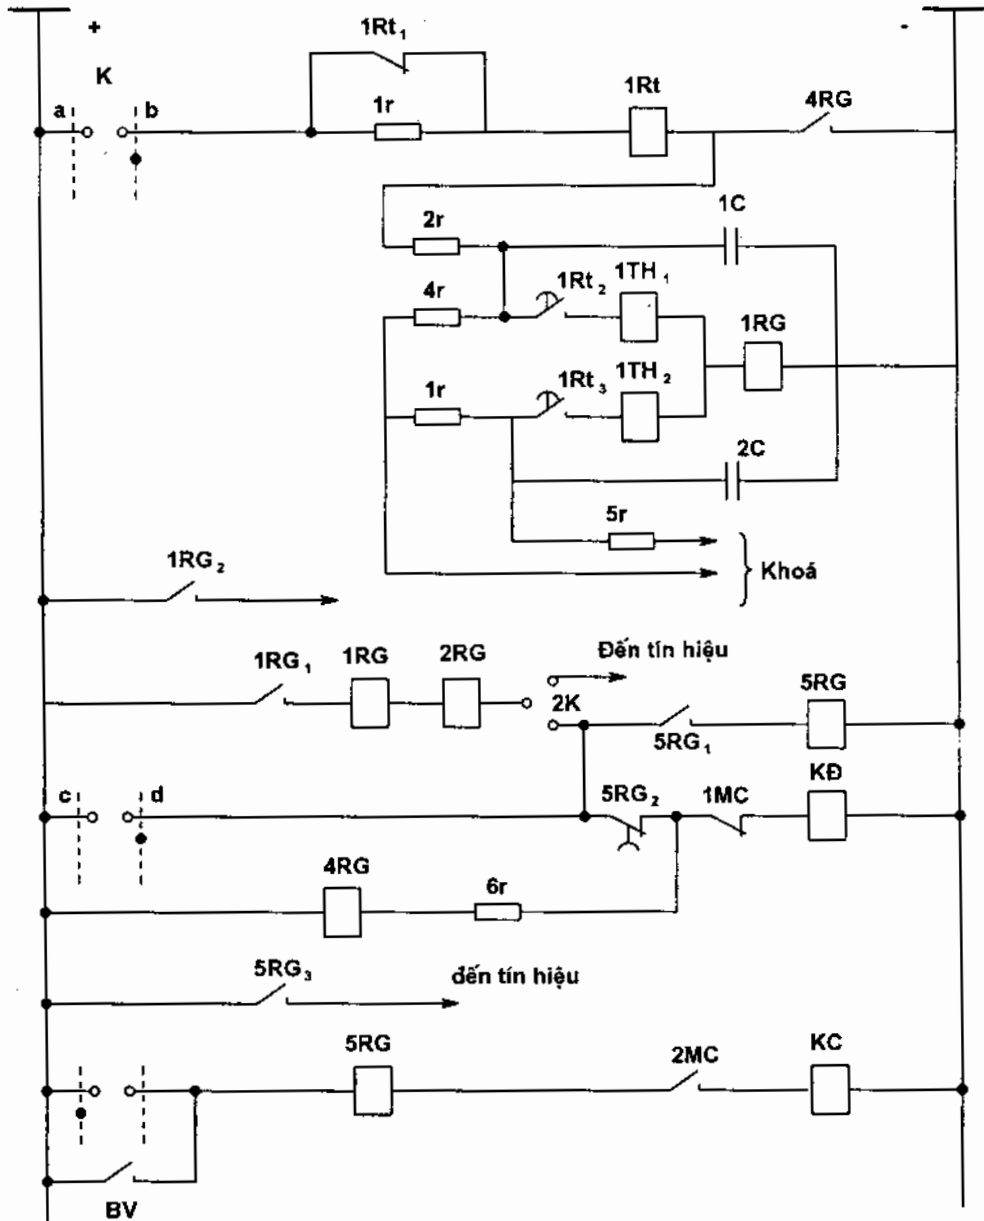 +
-
1Rt₁
K
a
b
1r
1Rt
4RG
2r
1C
4r
1Rt₂
1TH₁
1RG
1r
1Rt₃
1TH₂
2C
5r
Khoá
1RG₂
Đến tín hiệu
1RG₁
1RG
2RG
2K
5RG
5RG₁
c
d
5RG₂
1MC
KĐ
4RG
6r
5RG₃
đến tín hiệu
5RG
2MC
KC
BV